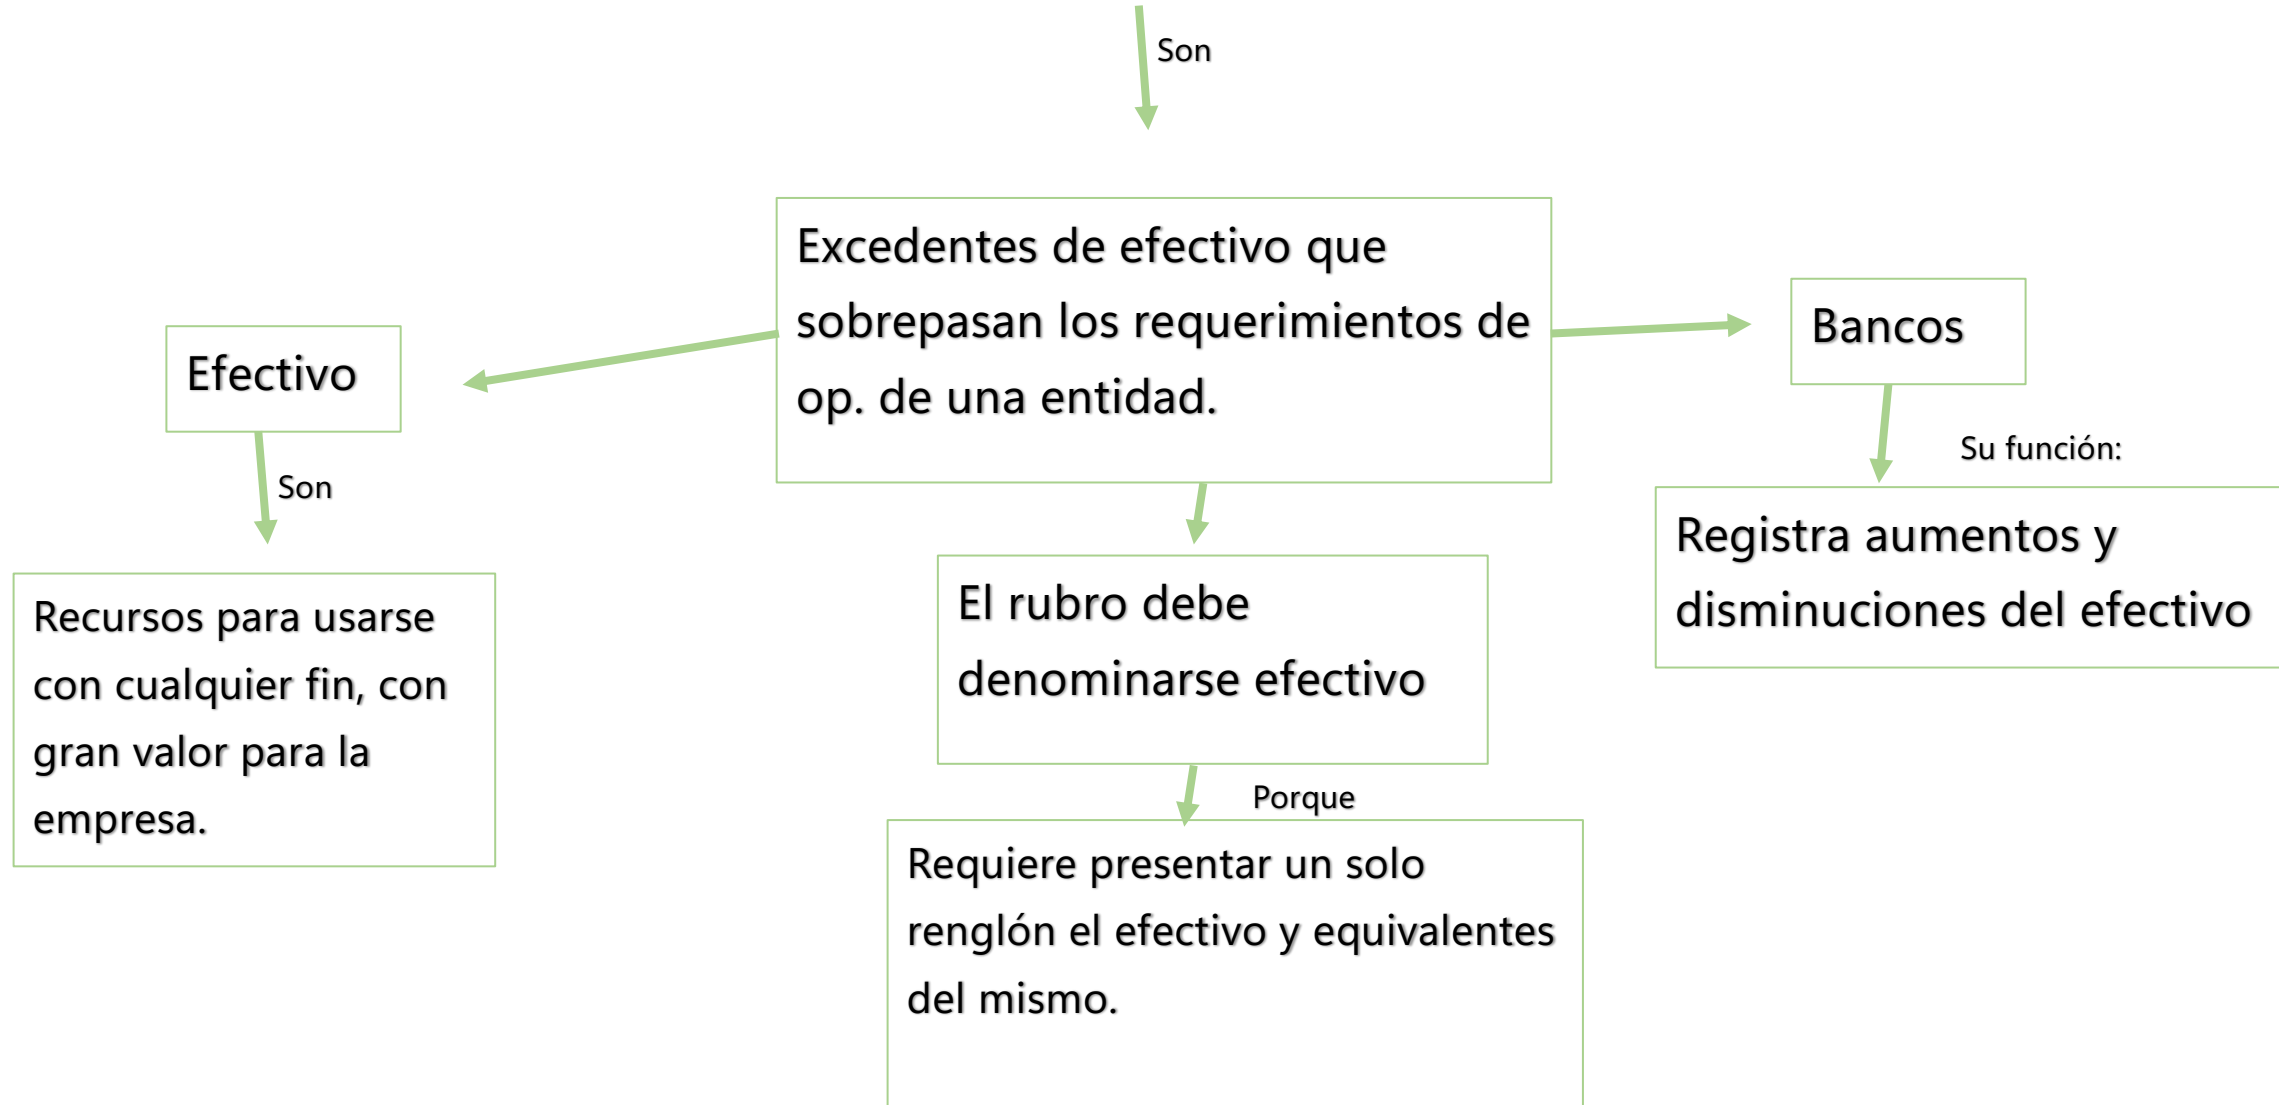 Son
Excedentes de efectivo que
sobrepasan los requerimientos de
op. de una entidad.
Efectivo
Son
Recursos para usarse
con cualquier fin, con
gran valor para la
empresa.
El rubro debe
denominarse efectivo
Porque
Requiere presentar un solo
renglón el efectivo y equivalentes
del mismo.
Bancos
Su función:
Registra aumentos y
disminuciones del efectivo